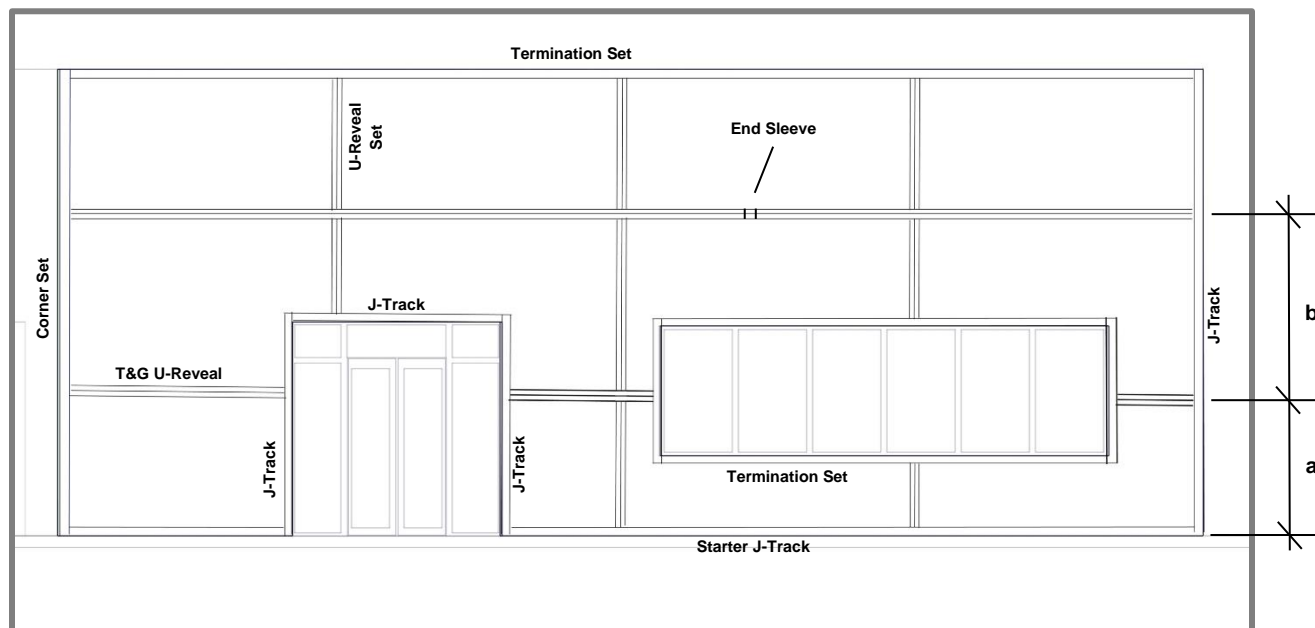 Termination Set
U-Reveal
Set
End Sleeve
Corner Set
J-Track
J-Track
b
T&G U-Reveal
J-Track
J-Track
a
Termination Set
Starter J-Track